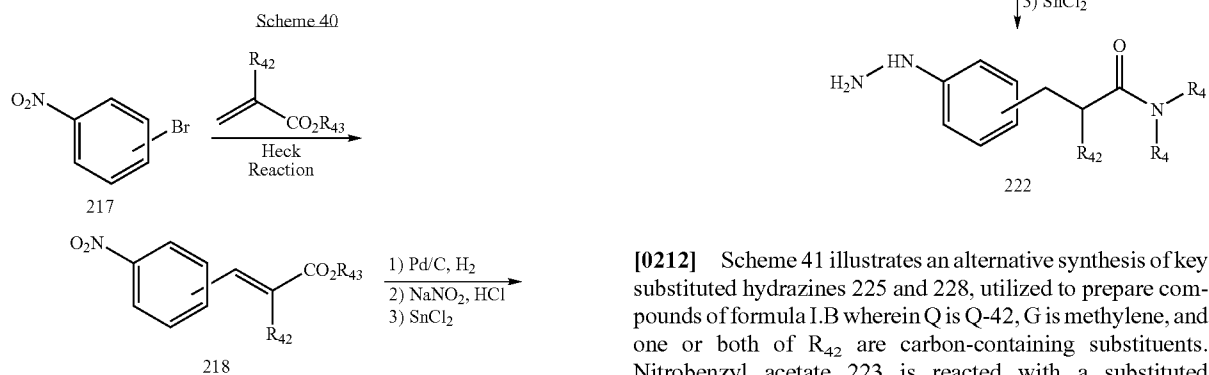 Scheme 40
R42
O2N
Br
CO2R43
Heck
Reaction
217
O2N
CO2R43
R42
1) Pd/C, H2
2) NaNO2, HCl
3) SnCl2
218
3) SnCl2
O
HN
H2N
N
R4
R42
R4
222
[0212] Scheme 41 illustrates an alternative synthesis of key
substituted hydrazines 225 and 228, utilized to prepare com-
pounds of formula I.B wherein Q is Q-42, G is methylene, and
one or both of R42 are carbon-containing substituents.
Nitrobenzyl acetate 223 is reacted with a substituted